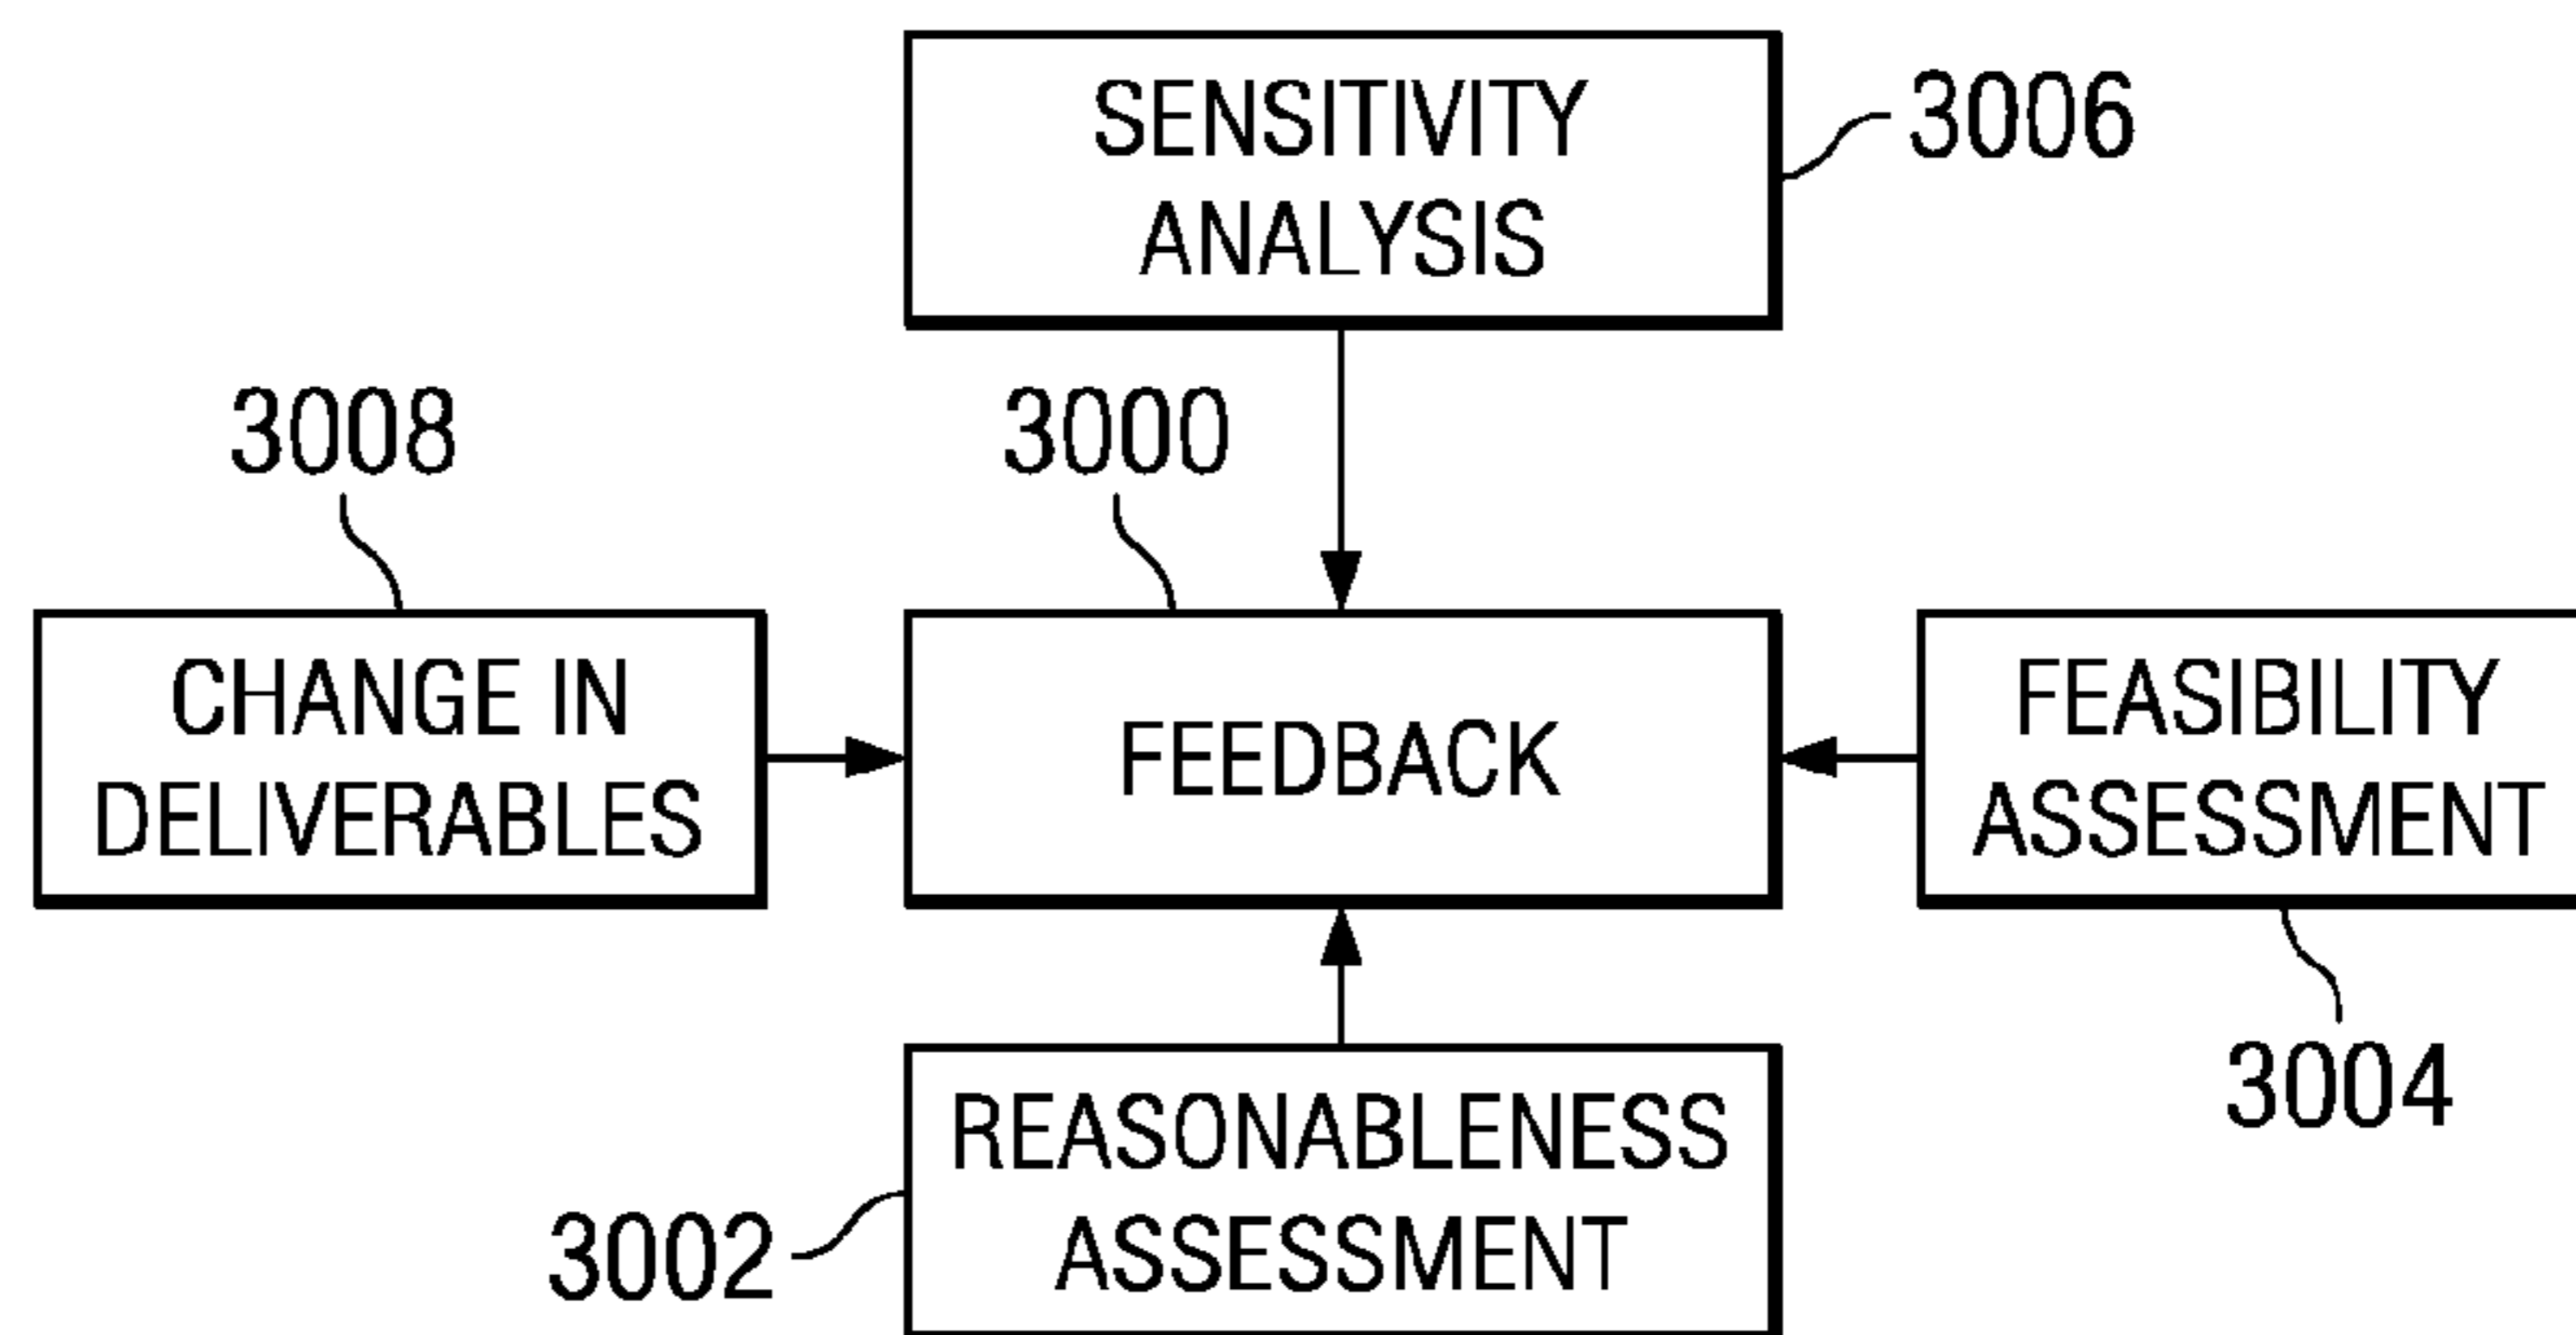 SENSITIVITY
ANALYSIS
3006
3008
3000
CHANGE IN
DELIVERABLES
FEEDBACK
FEASIBILITY
ASSESSMENT
3004
REASONABLENESS
ASSESSMENT
3002